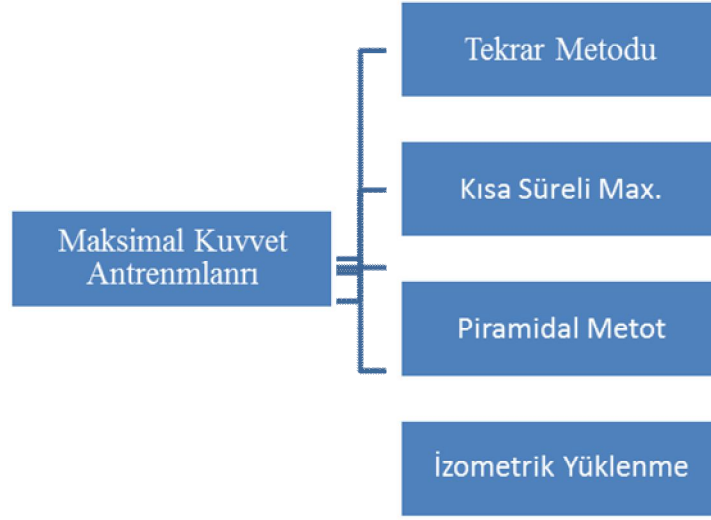 Maksimal Kuvvet
Antrenmlanrı
Tekrar Metodu
Kısa Süreli Max.
Piramidal Metot
İzometrik Yüklenme